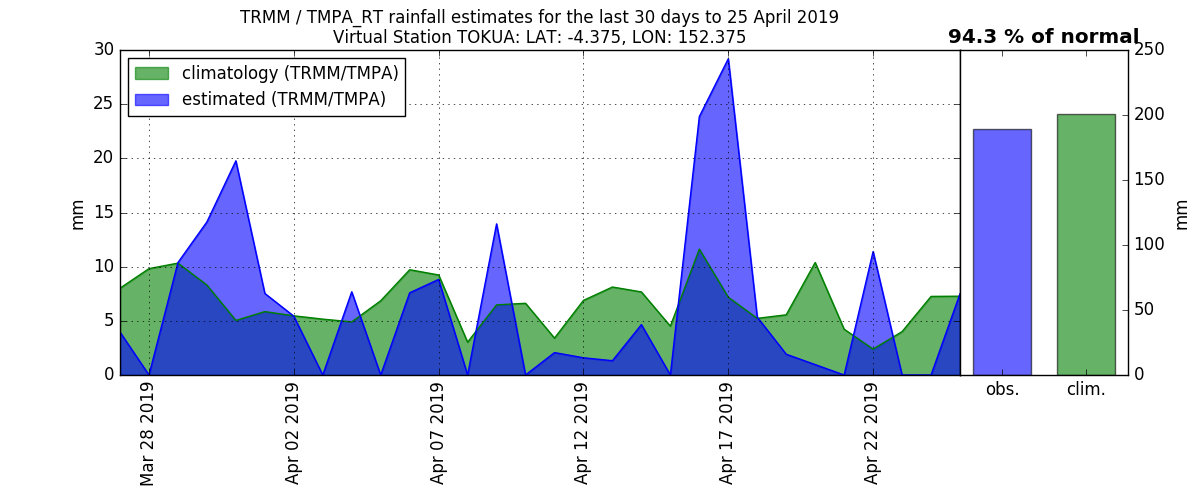 TRMM / TMPA_RT rainfall estimates for the last 30 days to 25 April 2019
Virtual Station TOKUA: LAT: -4.375, LON: 152.375
94.3 % of normal
climatology (TRMM/TMPA)
estimated (TRMM/TMPA)
30
25
20
15
10
5
0
mm
Mar 28 2019
Apr 02 2019
Apr 07 2019
Apr 12 2019
Apr 17 2019
Apr 22 2019
obs.
clim.
250
200
150
100
50
0
mm